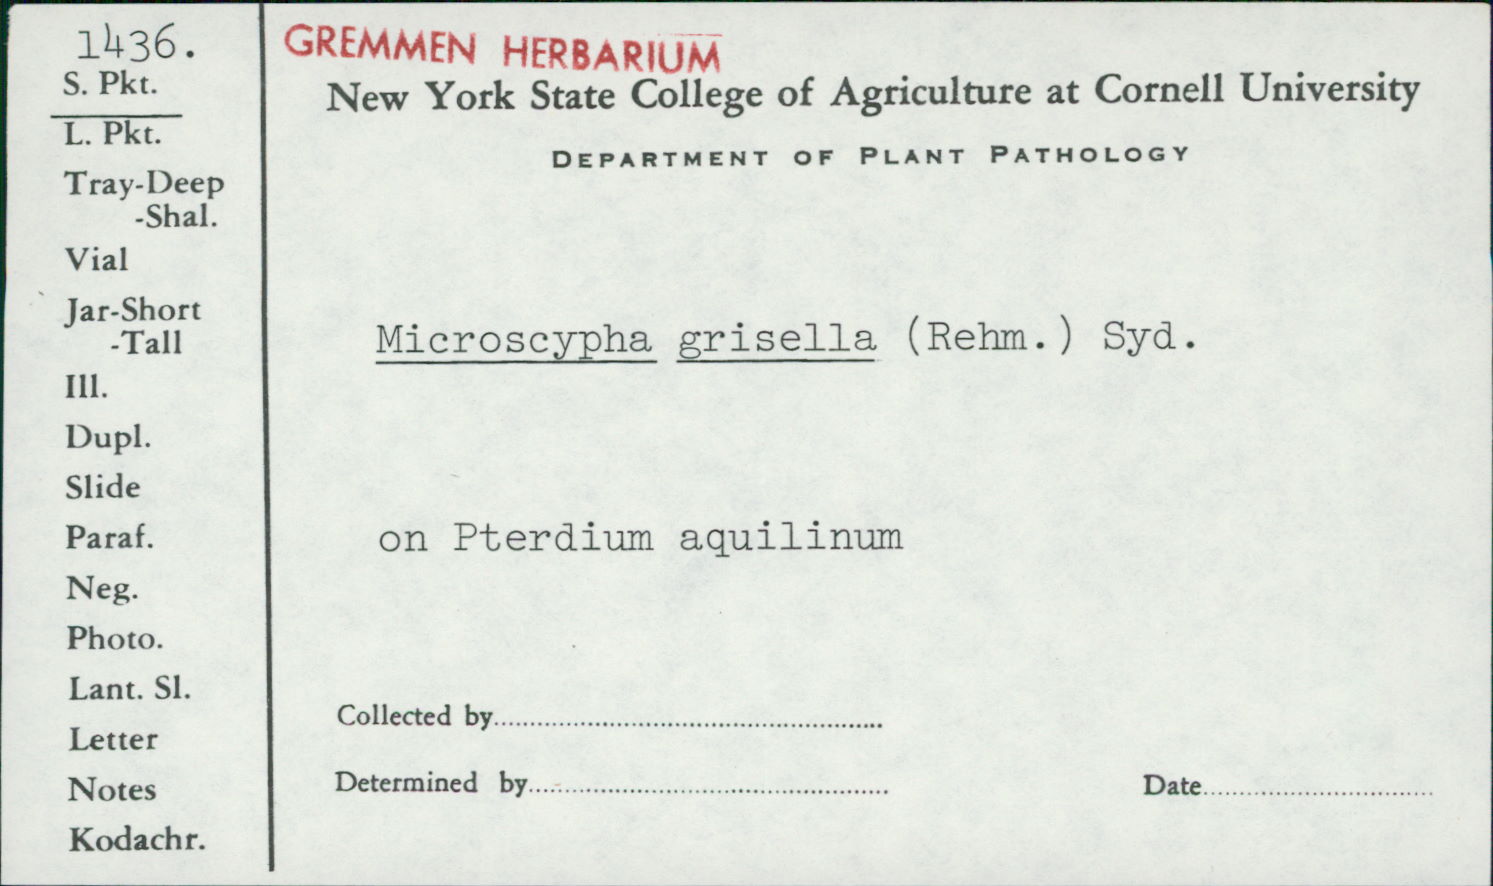 1436.
S. Pkt.
L. Pkt.
Tray-Deep
-Shal.
Vial
Jar-Short
-Tall
Ill.
Dupl.
Slide
Paraf.
Neg.
Photo.
Lant. Sl.
Letter
Notes
Kodachr.
GREMMEN HERBARIUM
New York State College of Agriculture at Cornell University
DEPARTMENT OF PLANT PATHOLOGY
Microscypha grisella (Rehm.) Syd.
on Pterdium aquilinum
Collected by
Determined by
Date